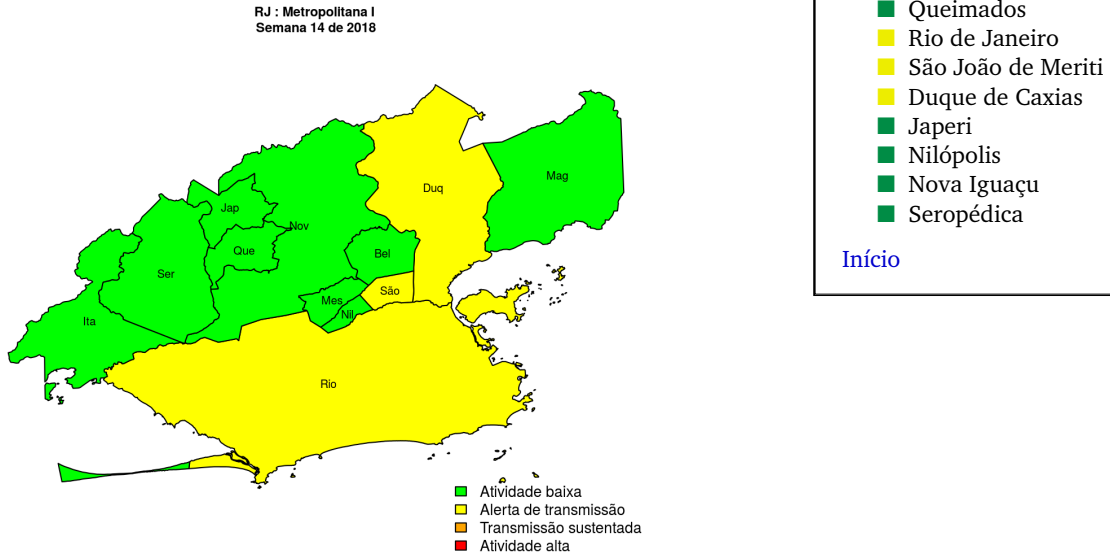 RJ : Metropolitana I
Semana 14 de 2018
Duq
Mag
Jap
Nov
Que
Bel
Ser
São
Mes
Nil
Ita
Rio
Atividade baixa
Alerta de transmissão
Transmissão sustentada
Atividade alta
Queimados
Rio de Janeiro
São João de Meriti
Duque de Caxias
Japeri
Nilópolis
Nova Iguaçu
Seropédica
Início